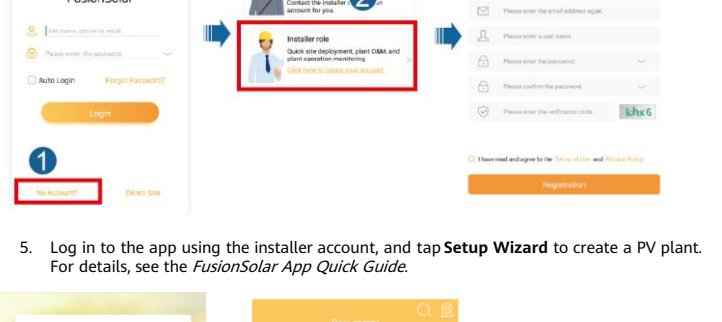 FusionSolar
Contact the installer
account for you.
2
Installer role
Quick site deployment, plant O&M, and
plant operation monitoring
Click here to create your account.
User name, phone or email
Please enter the password.
Auto Login
Forgot Password?
Login
1
No Account?
Demo Site
Please enter the email address again.
Please enter a user name
Please enter the password
Please confirm the password
Please enter the verification code.
I have read and agree to the Terms of Use and Privacy Policy
Registration
5. Log in to the app using the installer account, and tap Setup Wizard to create a PV plant.
For details, see the FusionSolar App Quick Guide.